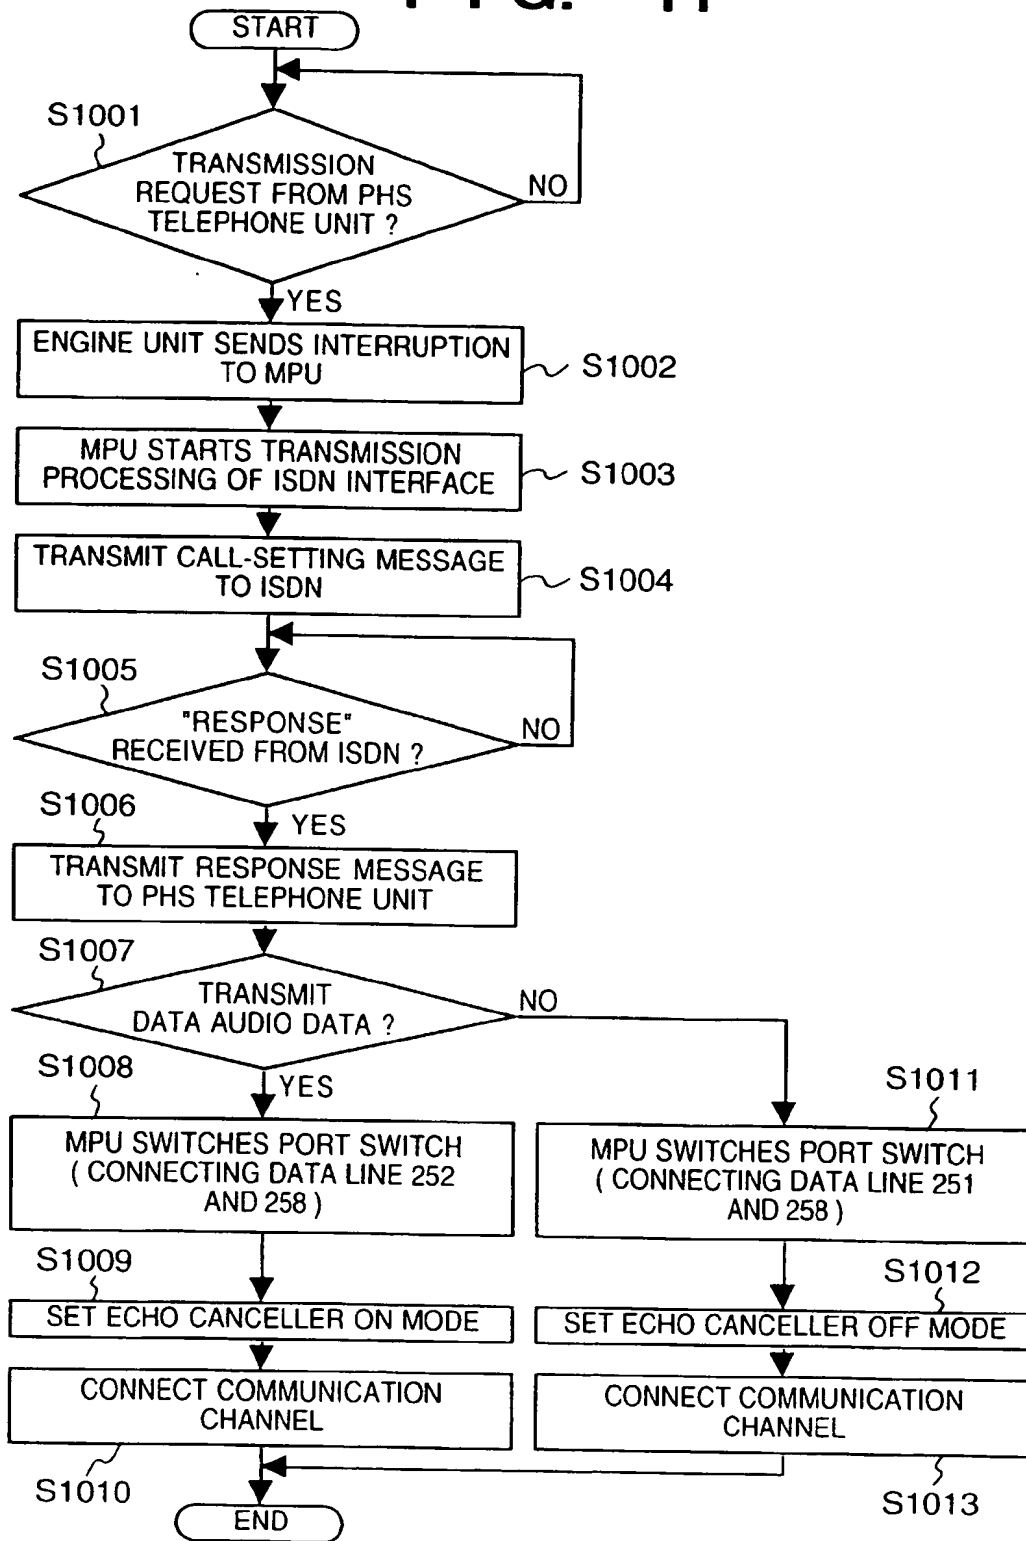 FIG. 11
START
S1001
TRANSMISSION
REQUEST FROM PHS
TELEPHONE UNIT ?
NO
YES
ENGINE UNIT SENDS INTERRUPTION
TO MPU
S1002
MPU STARTS TRANSMISSION
PROCESSING OF ISDN INTERFACE
S1003
TRANSMIT CALL-SETTING MESSAGE
TO ISDN
S1004
S1005
"RESPONSE"
RECEIVED FROM ISDN ?
NO
YES
S1006
TRANSMIT RESPONSE MESSAGE
TO PHS TELEPHONE UNIT
S1007
TRANSMIT
DATA AUDIO DATA ?
NO
YES
S1008
MPU SWITCHES PORT SWITCH
( CONNECTING DATA LINE 252
AND 258 )
S1011
MPU SWITCHES PORT SWITCH
( CONNECTING DATA LINE 251
AND 258 )
S1009
SET ECHO CANCELLER ON MODE
S1012
SET ECHO CANCELLER OFF MODE
CONNECT COMMUNICATION
CHANNEL
S1010
CONNECT COMMUNICATION
CHANNEL
S1013
END